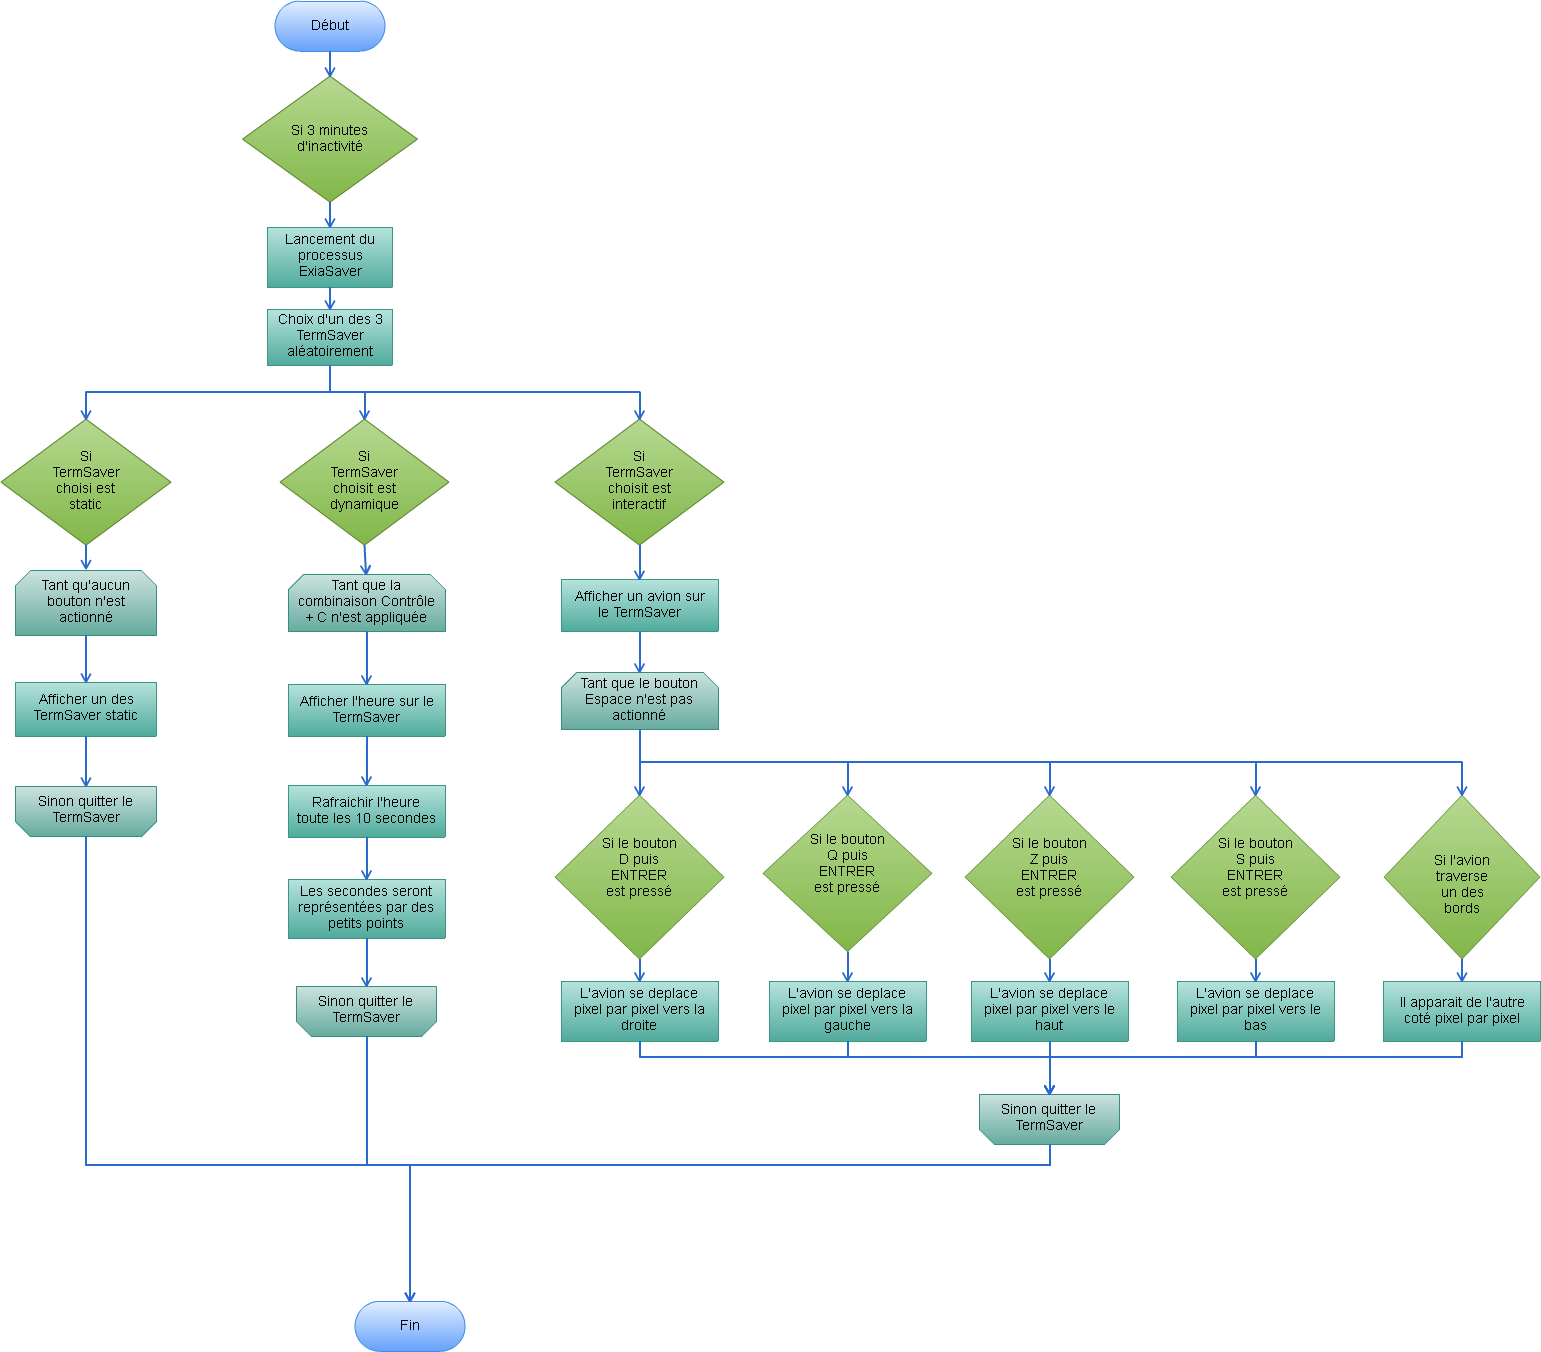 Début
Si 3 minutes
d'inactivité
Lancement du
processus
ExiaSaver
Choix d'un des 3
TermSaver
aléatoirement
Si
TermSaver
choisi est
static
Si
TermSaver
choisit est
dynamique
Si
TermSaver
choisit est
interactif
Tant qu'aucun
bouton n'est
actionné
Tant que la
combinaison Contrôle
+ C n'est appliquée
Afficher un avion sur
le TermSaver
Afficher un des
TermSaver static
Afficher l'heure sur le
TermSaver
Tant que le bouton
Espace n'est pas
actionné
Sinon quitter le
TermSaver
Rafraichir l'heure
toute les 10 secondes
Les secondes seront
représentées par des
petits points
Sinon quitter le
TermSaver
Si le bouton
D puis
ENTRER
est pressé
Si le bouton
Q puis
ENTRER
est pressé
Si le bouton
Z puis
ENTRER
est pressé
Si le bouton
S puis
ENTRER
est pressé
Si l'avion
traverse
un des
bords
L'avion se deplace
pixel par pixel vers la
droite
L'avion se deplace
pixel par pixel vers la
gauche
L'avion se deplace
pixel par pixel vers le
haut
L'avion se deplace
pixel par pixel vers le
bas
Il apparait de l'autre
coté pixel par pixel
Sinon quitter le
TermSaver
Fin